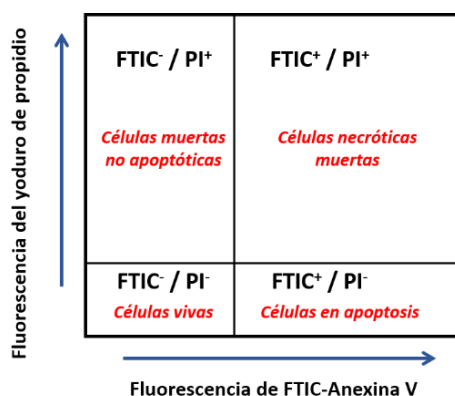 Fluorescencia del yoduro de propidio
FTIC⁻ / PI⁺
Células muertas
no apoptóticas
FTIC⁺ / PI⁺
Células necróticas
muertas
FTIC⁻ / PI⁻
Células vivas
FTIC⁺ / PI⁻
Células en apoptosis
Fluorescencia de FTIC-Anexina V